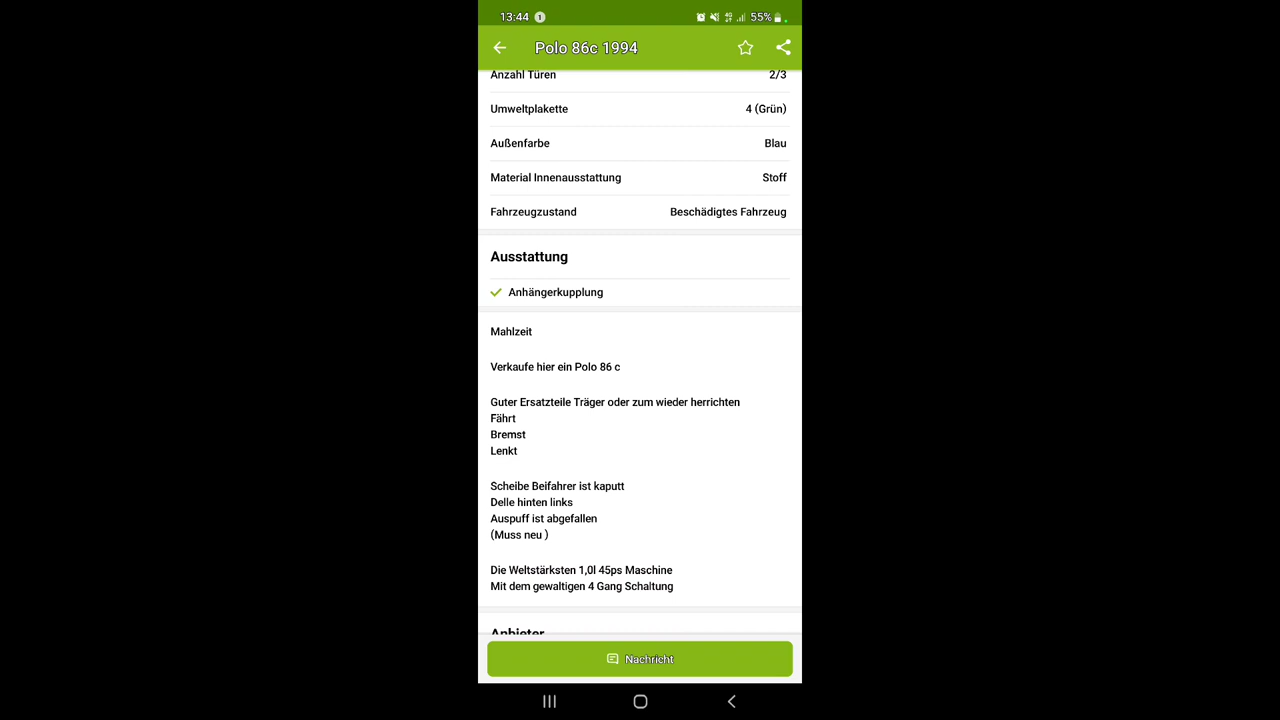 13:44 1 55%
Polo 86c 1994
Anzahl Türen 2/3
Umweltplakette 4 (Grün)
Außenfarbe Blau
Material Innenausstattung Stoff
Fahrzeugzustand Beschädigtes Fahrzeug
Ausstattung
Anhängerkupplung
Mahlzeit
Verkaufe hier ein Polo 86 c
Guter Ersatzteile Träger oder zum wieder herrichten
Fährt
Bremst
Lenkt
Scheibe Beifahrer ist kaputt
Delle hinten links
Auspuff ist abgefallen
(Muss neu )
Die Weltstärksten 1,0l 45ps Maschine
Mit dem gewaltigen 4 Gang Schaltung
Anbieter
Nachricht